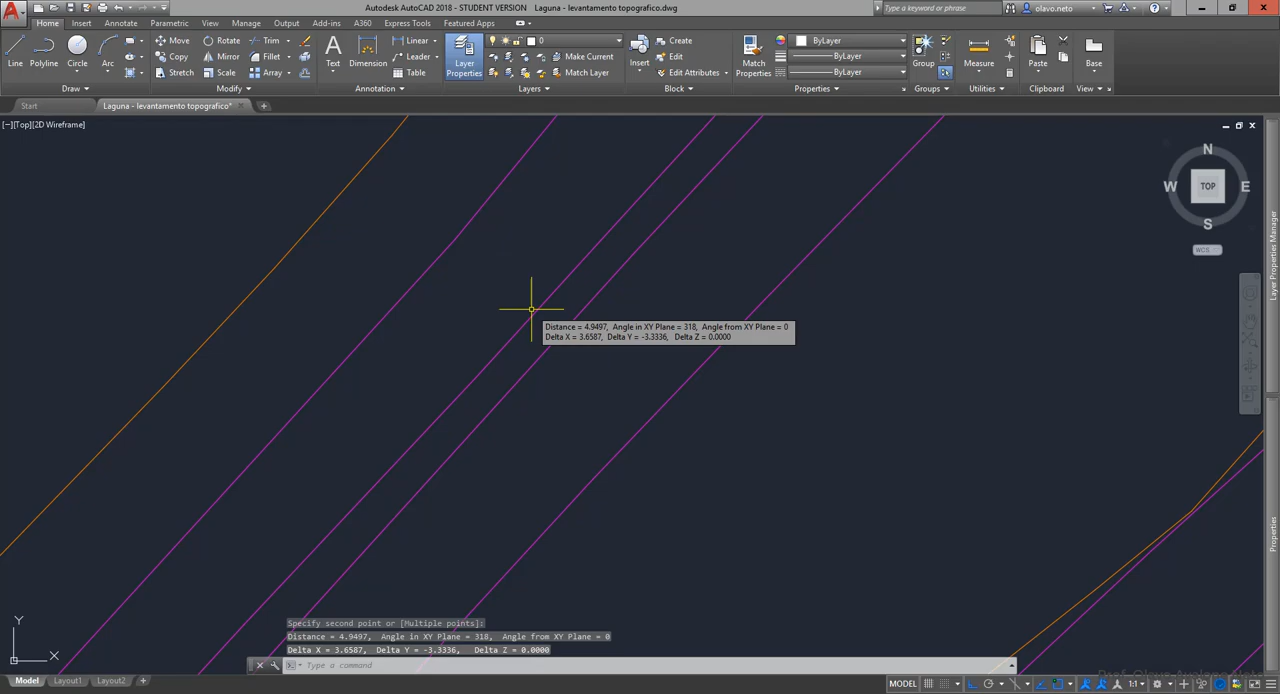 Autodesk AutoCAD 2018 - STUDENT VERSION Laguna - levantamento topografico.dwg
Type a keyword or phrase
olavo.neto
Home Insert Annotate Parametric View Manage Output Add-ins A360 Express Tools Featured Apps
Line Polyline Circle Arc
Move Rotate Trim
Copy Mirror Fillet
Stretch Scale Array
Text Dimension
Linear
Leader
Table
Layer Properties
0
Make Current
Match Layer
Insert
Create
Edit
Edit Attributes
Match Properties
ByLayer
ByLayer
ByLayer
Group
Measure
Paste
Base
Draw Modify Annotation Layers Block Properties Groups Utilities Clipboard View
Start Laguna - levantamento topografico*
[−][Top][2D Wireframe]
N
W TOP E
S
WCS
Layer Properties Manager
Distance = 4.9497, Angle in XY Plane = 318, Angle from XY Plane = 0
Delta X = 3.6587, Delta Y = -3.3336, Delta Z = 0.0000
Properties
Y
X
Specify second point or [Multiple points]:
Distance = 4.9497, Angle in XY Plane = 318, Angle from XY Plane = 0
Delta X = 3.6587, Delta Y = -3.3336, Delta Z = 0.0000
Type a command
Model Layout1 Layout2 +
MODEL 1:1